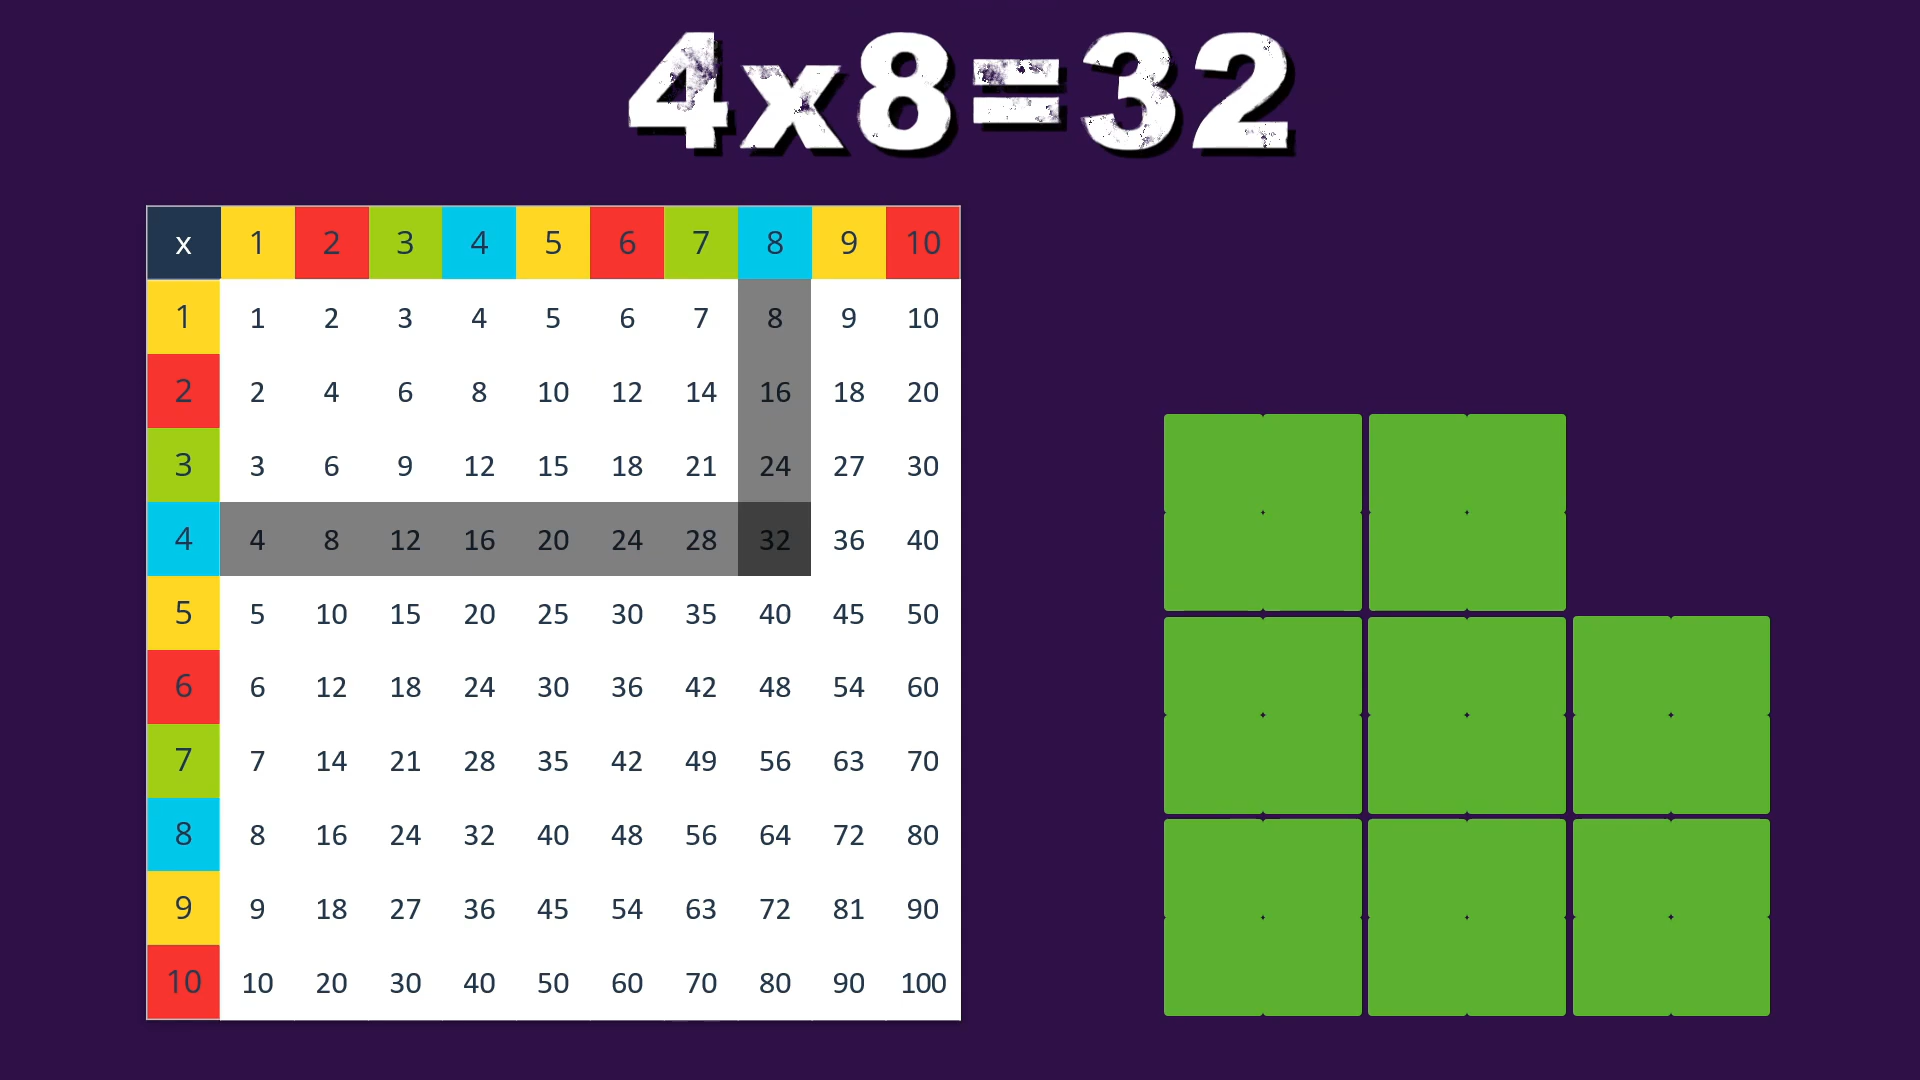 4x8=32
x 1 2 3 4 5 6 7 8 9 10
1 1 2 3 4 5 6 7 8 9 10
2 2 4 6 8 10 12 14 16 18 20
3 3 6 9 12 15 18 21 24 27 30
4 4 8 12 16 20 24 28 32 36 40
5 5 10 15 20 25 30 35 40 45 50
6 6 12 18 24 30 36 42 48 54 60
7 7 14 21 28 35 42 49 56 63 70
8 8 16 24 32 40 48 56 64 72 80
9 9 18 27 36 45 54 63 72 81 90
10 10 20 30 40 50 60 70 80 90 100